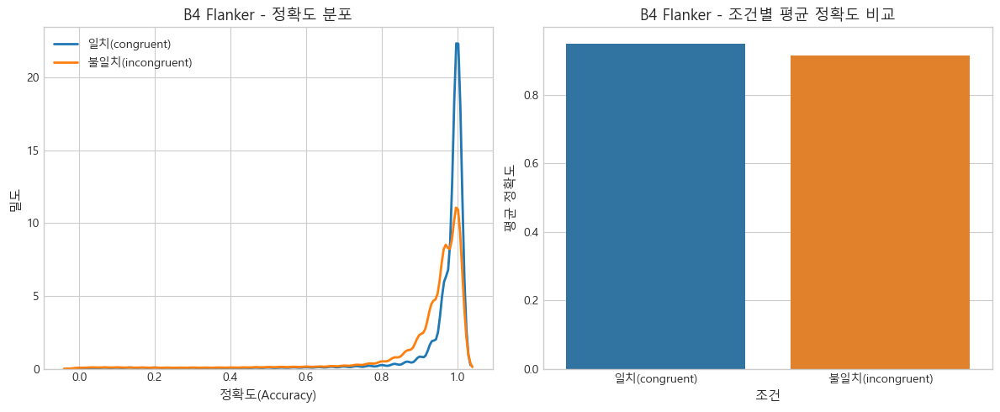 B4 Flanker - 정확도 분포
일치(congruent)
불일치(incongruent)
밀도
20
15
10
5
0
0.0 0.2 0.4 0.6 0.8 1.0
정확도(Accuracy)
B4 Flanker - 조건별 평균 정확도 비교
평균 정확도
0.8
0.6
0.4
0.2
0.0
일치(congruent) 불일치(incongruent)
조건